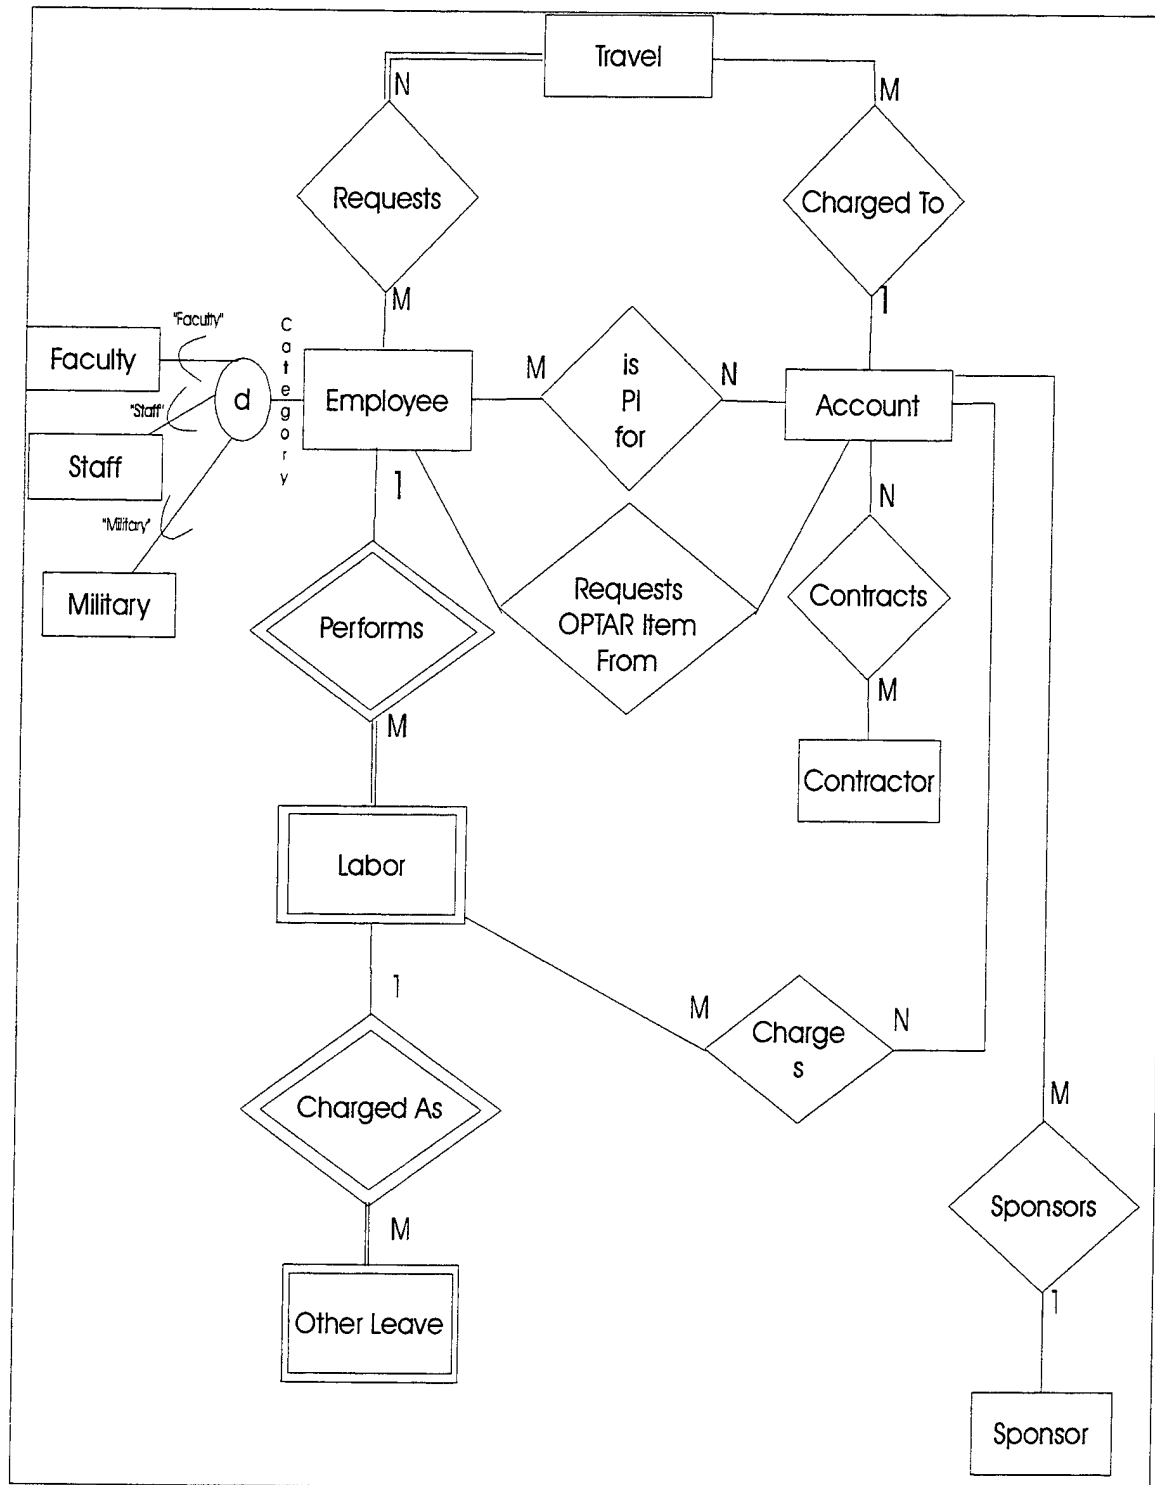 Travel
N
M
Requests
Charged To
M
1
"Faculty"
Category
Faculty
d
Employee
M
is
PI
for
N
Account
"Staff"
Staff
1
N
"Military"
Military
Performs
Requests
OPTAR Item
From
Contracts
M
M
Contractor
Labor
1
M
Charge
s
N
Charged As
M
M
Sponsors
Other Leave
1
Sponsor